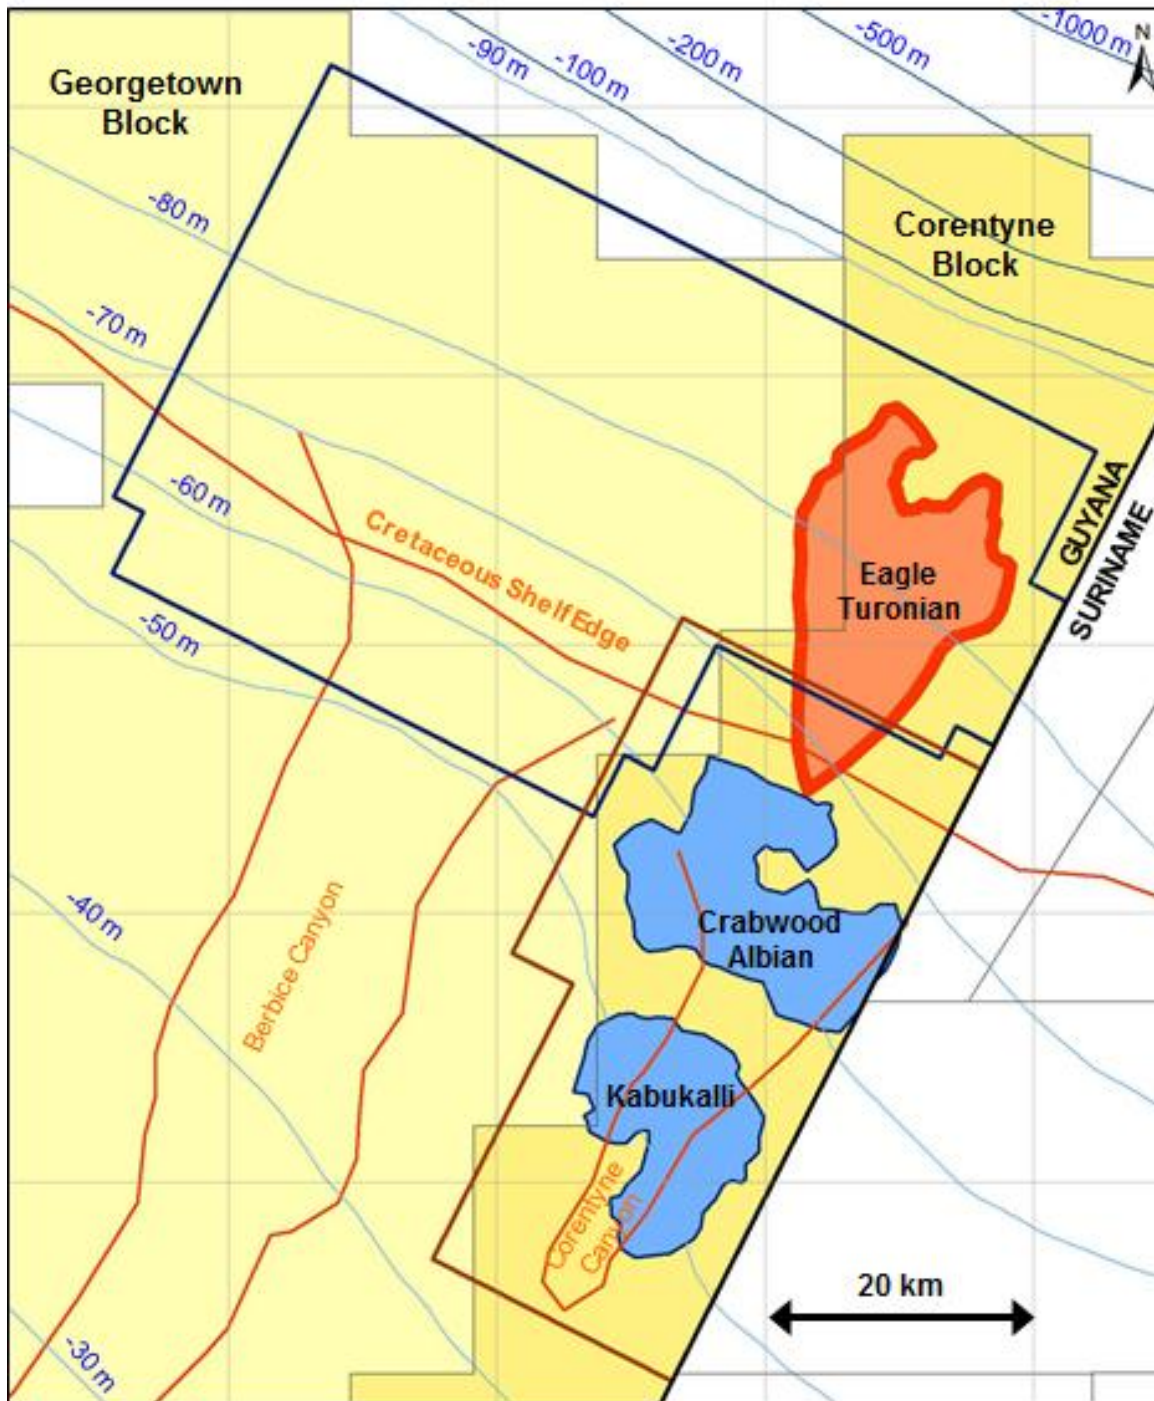 -1000 m
N
-500 m
-200 m
-90 m
-100 m
Georgetown
Block
-80 m
Corentyne
Block
-70 m
-60 m
Cretaceous Shelf Edge
GUYANA
SURINAME
Eagle
Turonian
-50 m
-40 m
Berbice Canyon
Crabwood
Albian
Kabukalli
Corentyne
Canyon
20 km
-30 m